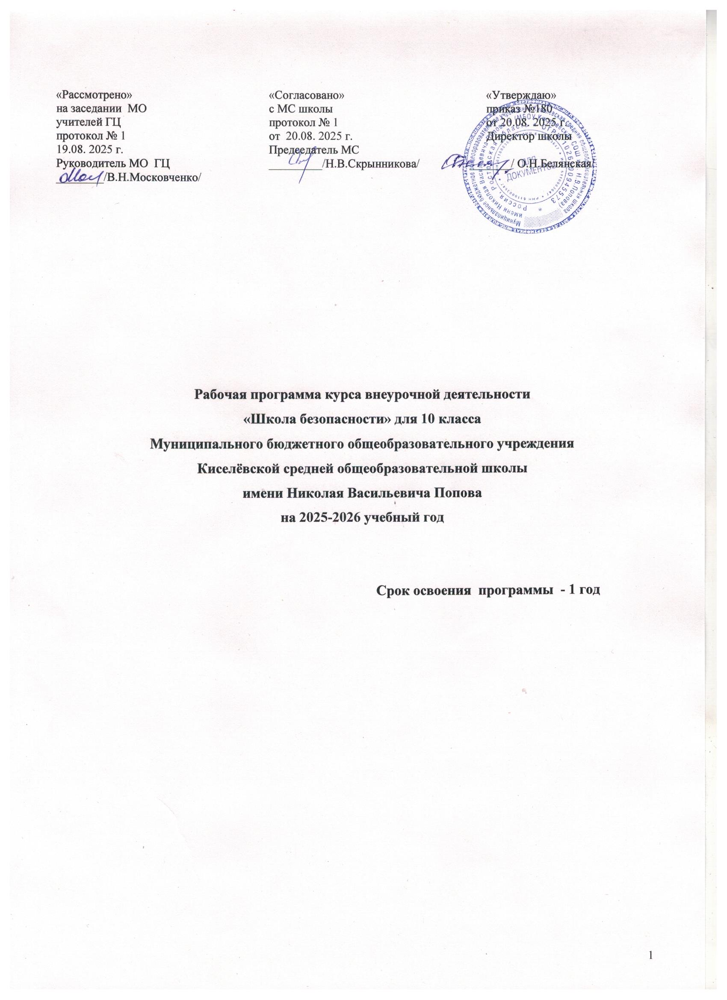 «Рассмотрено»
на заседании МО
учителей ГЦ
протокол № 1
19.08. 2025 г.
Руководитель МО ГЦ
/В.Н.Московченко/
«Согласовано»
с МС школы
протокол № 1
от 20.08. 2025 г.
Председатель МС
/Н.В.Скрынникова/
«Утверждаю»
приказ №180
от 20.08. 2025 г.
Директор школы
/ О.Н.Белянская/
ДЛЯ
ДОКУМЕНТОВ
Рабочая программа курса внеурочной деятельности
«Школа безопасности» для 10 класса
Муниципального бюджетного общеобразовательного учреждения
Киселёвской средней общеобразовательной школы
имени Николая Васильевича Попова
на 2025-2026 учебный год
Срок освоения программы - 1 год
1